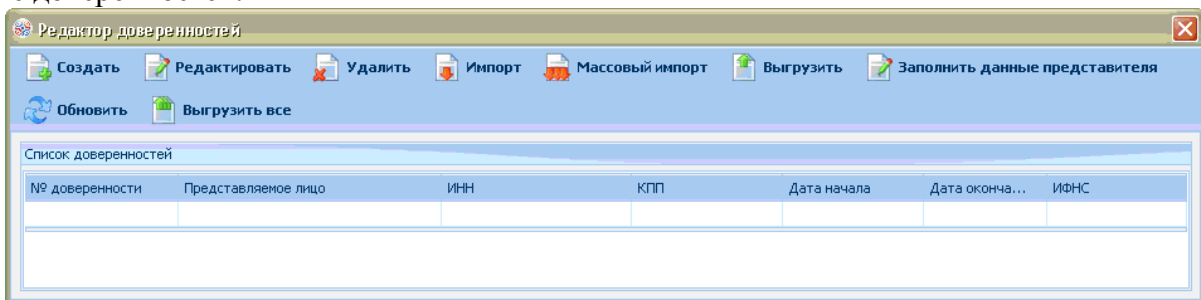 Редактор доверенностей
Создать Редактировать Удалить Импорт Массовый импорт Выгрузить Заполнить данные представителя
Обновить Выгрузить все
Список доверенностей
№ доверенности Представляемое лицо ИНН КПП Дата начала Дата оконча... ИФНС